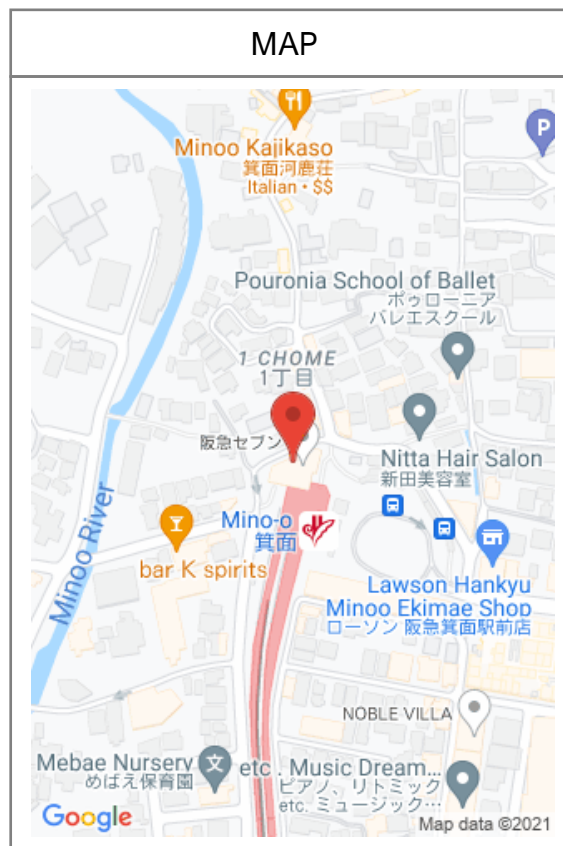 MAP
Minoo Kajikaso
箕面河鹿荘
Italian • $$
P
Pouronia School of Ballet
ポゥローニア
バレエスクール
1 CHOME
1丁目
阪急セブン
Nitta Hair Salon
新田美容室
Mino-o
箕面
Minoo River
bar K spirits
Lawson Hankyu
Minoo Ekimae Shop
ローソン 阪急箕面駅前店
NOBLE VILLA
Mebae Nursery
めばえ保育園
文
etc . Music Dream...
ピアノ、リトミック
etc. ミュージック…
Google
Map data ©2021